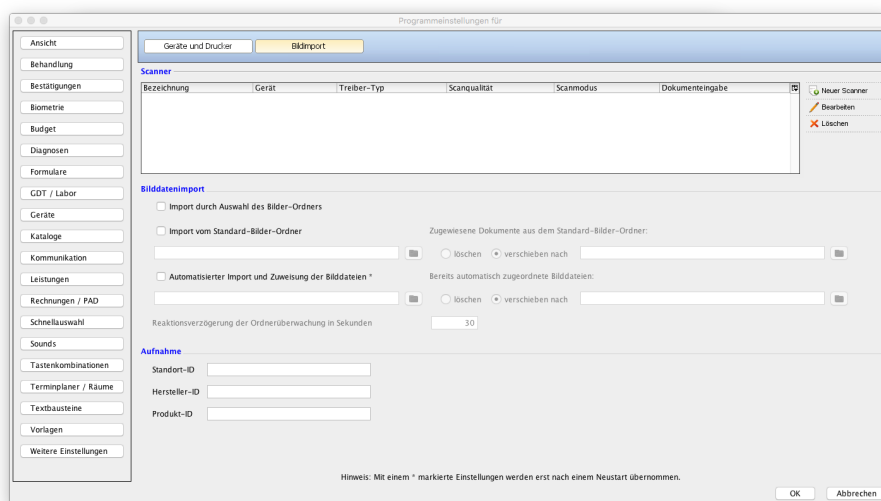 Programmeinstellungen für
Ansicht
Behandlung
Bestätigungen
Biometrie
Budget
Diagnosen
Formulare
GDT / Labor
Geräte
Kataloge
Kommunikation
Leistungen
Rechnungen / PAD
Schnellauswahl
Sounds
Tastenkombinationen
Terminplaner / Räume
Textbausteine
Vorlagen
Weitere Einstellungen
Geräte und Drucker Bildimport
Scanner
Bezeichnung Gerät Treiber-Typ Scanqualität Scanmodus Dokumenteingabe
Neuer Scanner
Bearbeiten
Löschen
Bilddatenimport
Import durch Auswahl des Bilder-Ordners
Import vom Standard-Bilder-Ordner Zugewiesene Dokumente aus dem Standard-Bilder-Ordner:
löschen verschieben nach
Automatisierter Import und Zuweisung der Bilddateien * Bereits automatisch zugeordnete Bilddateien:
löschen verschieben nach
Reaktionsverzögerung der Ordnerüberwachung in Sekunden 30
Aufnahme
Standort-ID
Hersteller-ID
Produkt-ID
Hinweis: Mit einem * markierte Einstellungen werden erst nach einem Neustart übernommen.
OK Abbrechen